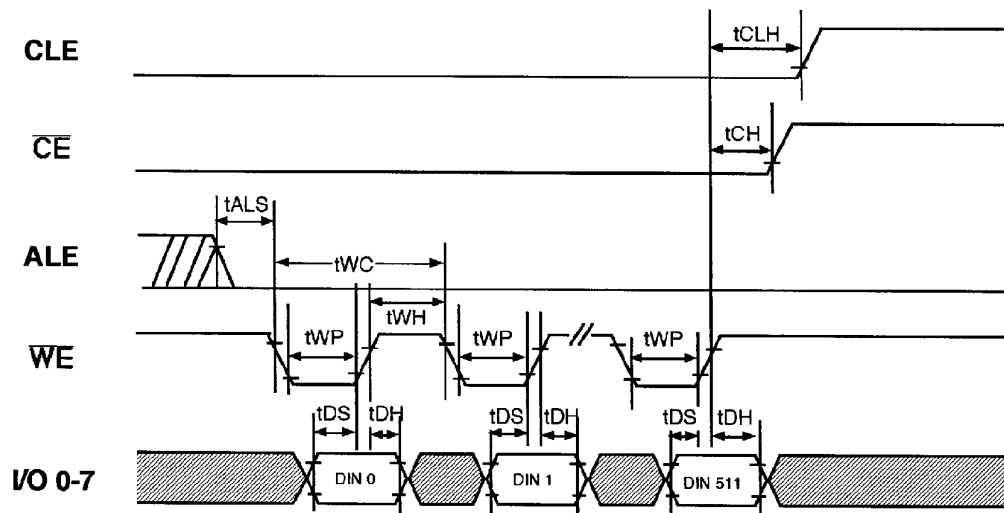 CLE
tCLH
CE
tCH
tALS
ALE
tWC
tWH
WE
tWP
tWP
tWP
tDS
tDH
tDS
tDH
tDS
tDH
I/O 0-7
DIN 0
DIN 1
DIN 511